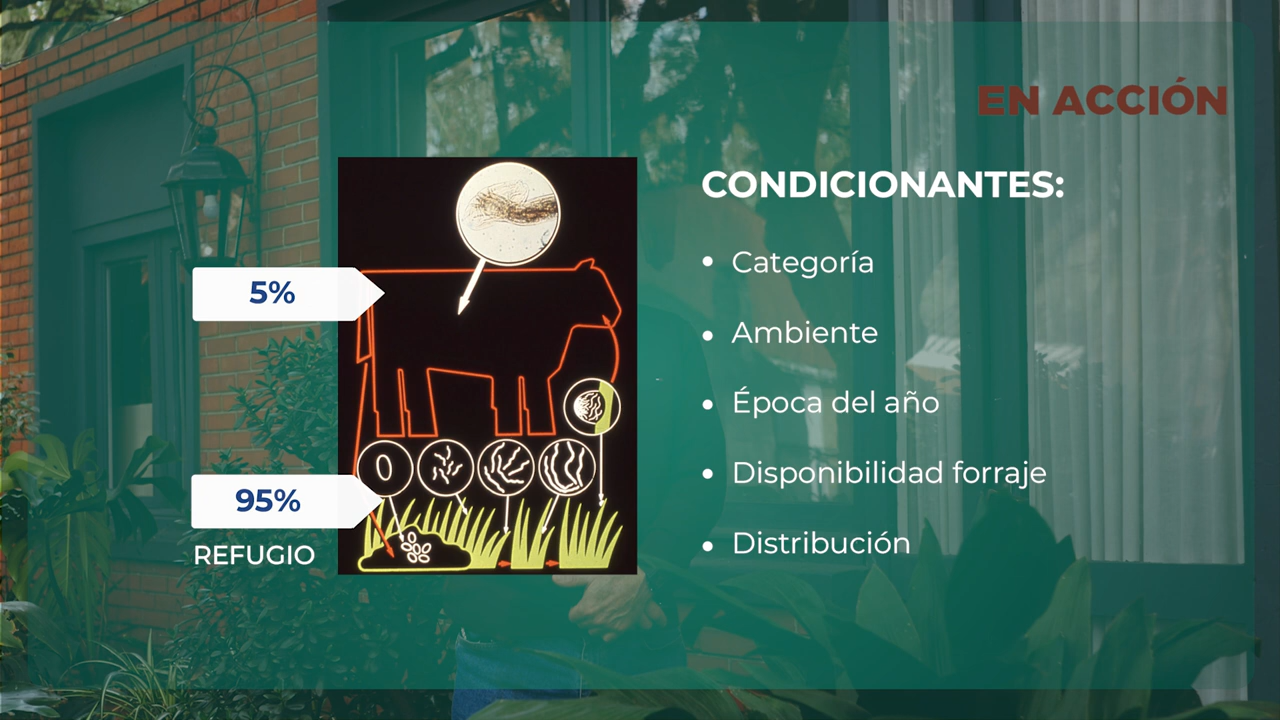 EN ACCIÓN
5%
95%
REFUGIO
CONDICIONANTES:
• Categoría
• Ambiente
• Época del año
• Disponibilidad forraje
• Distribución